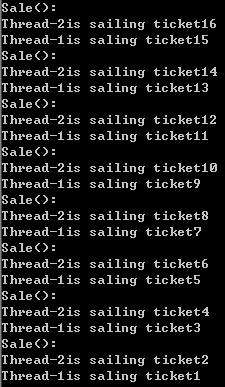 Sale():
Thread-2is sailing ticket16
Thread-1is saling ticket15
Sale():
Thread-2is sailing ticket14
Thread-1is saling ticket13
Sale():
Thread-2is sailing ticket12
Thread-1is saling ticket11
Sale():
Thread-2is sailing ticket10
Thread-1is saling ticket9
Sale():
Thread-2is sailing ticket8
Thread-1is saling ticket7
Sale():
Thread-2is sailing ticket6
Thread-1is saling ticket5
Sale():
Thread-2is sailing ticket4
Thread-1is saling ticket3
Sale():
Thread-2is sailing ticket2
Thread-1is saling ticket1